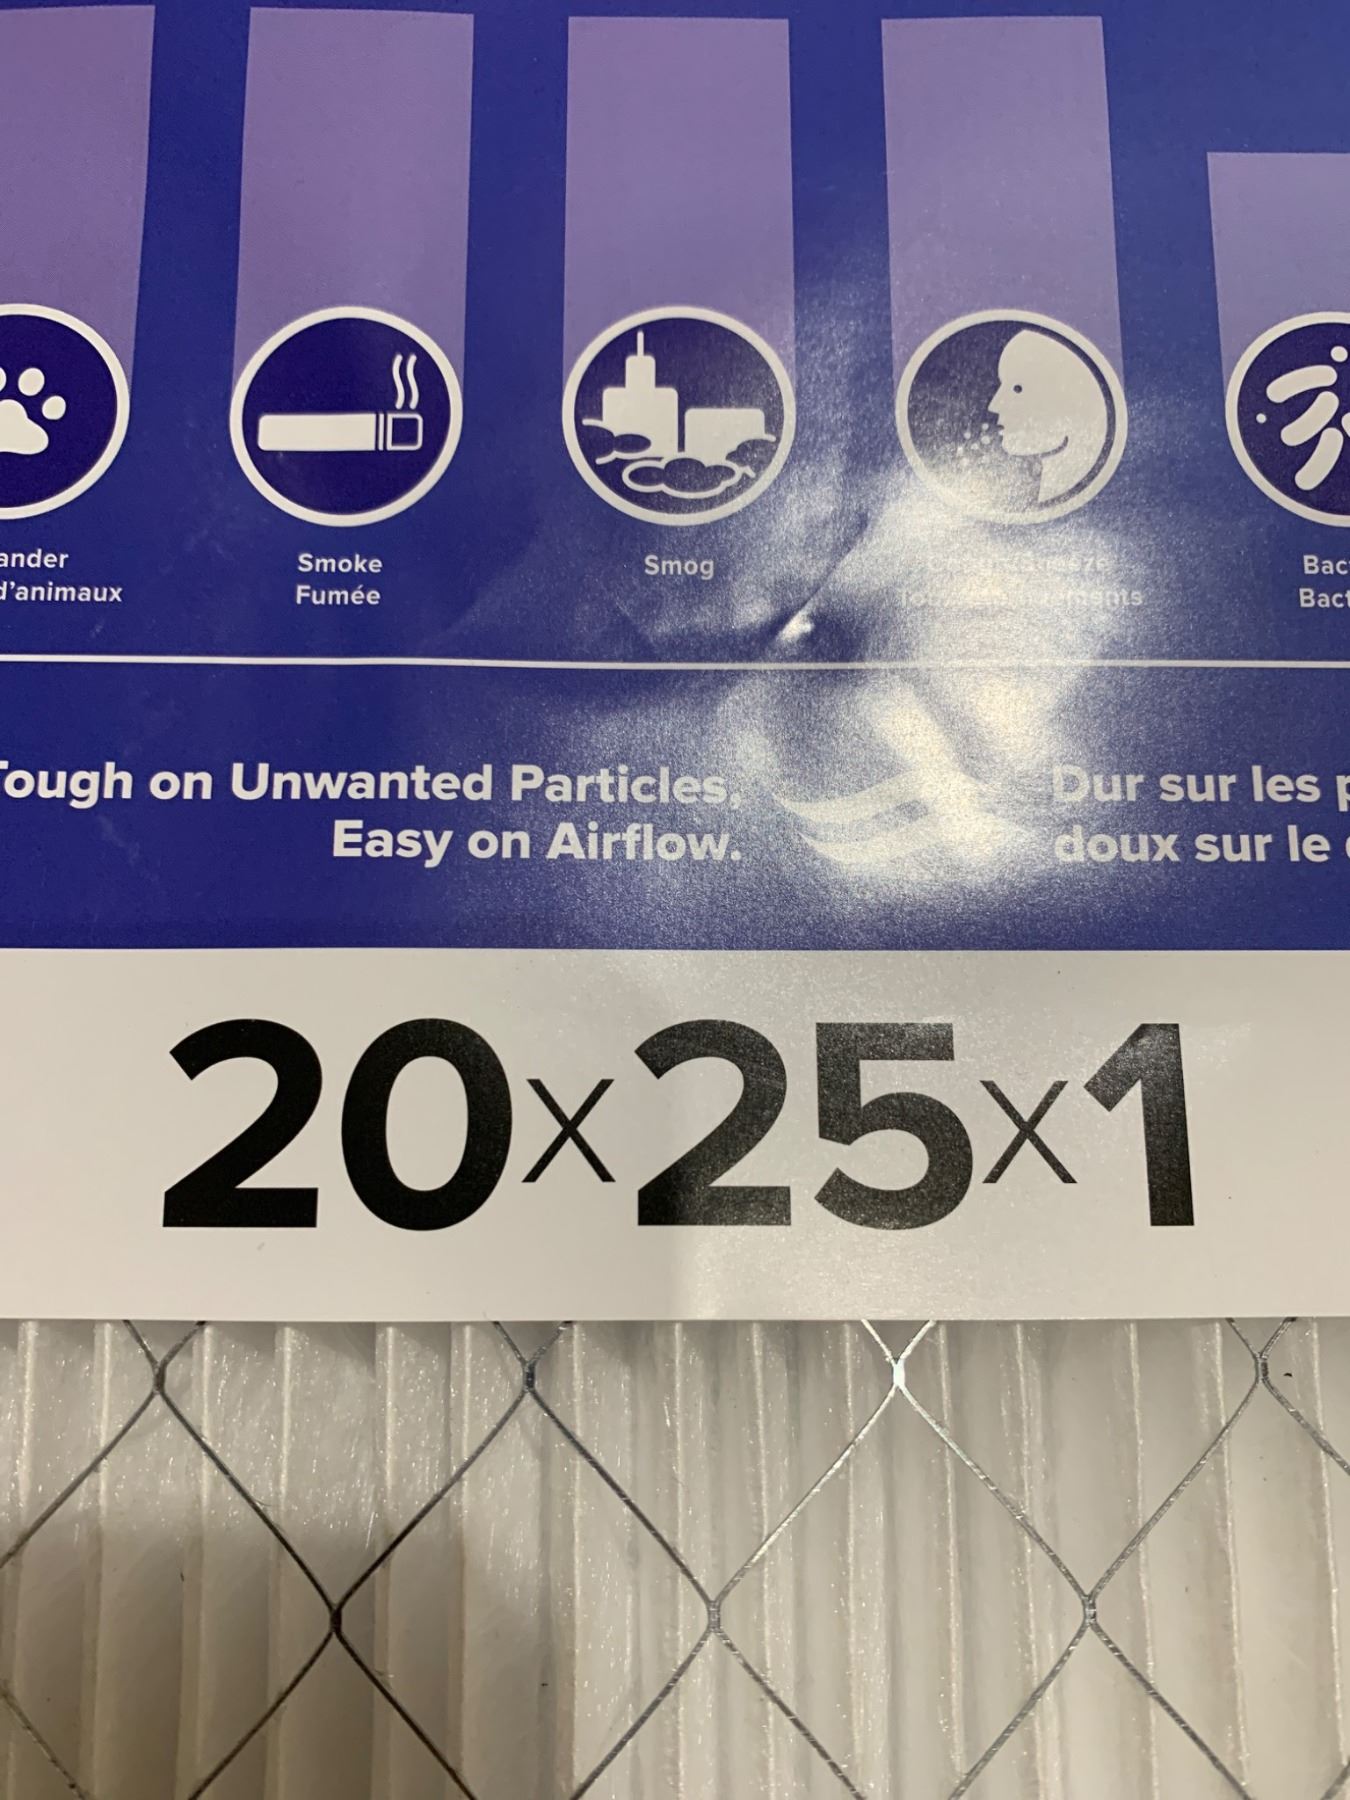 ander
d'animaux
Smoke
Fumée
Smog
Bac
Bact
Tough on Unwanted Particles,
Easy on Airflow.
Dur sur les p
doux sur le
20x25x1